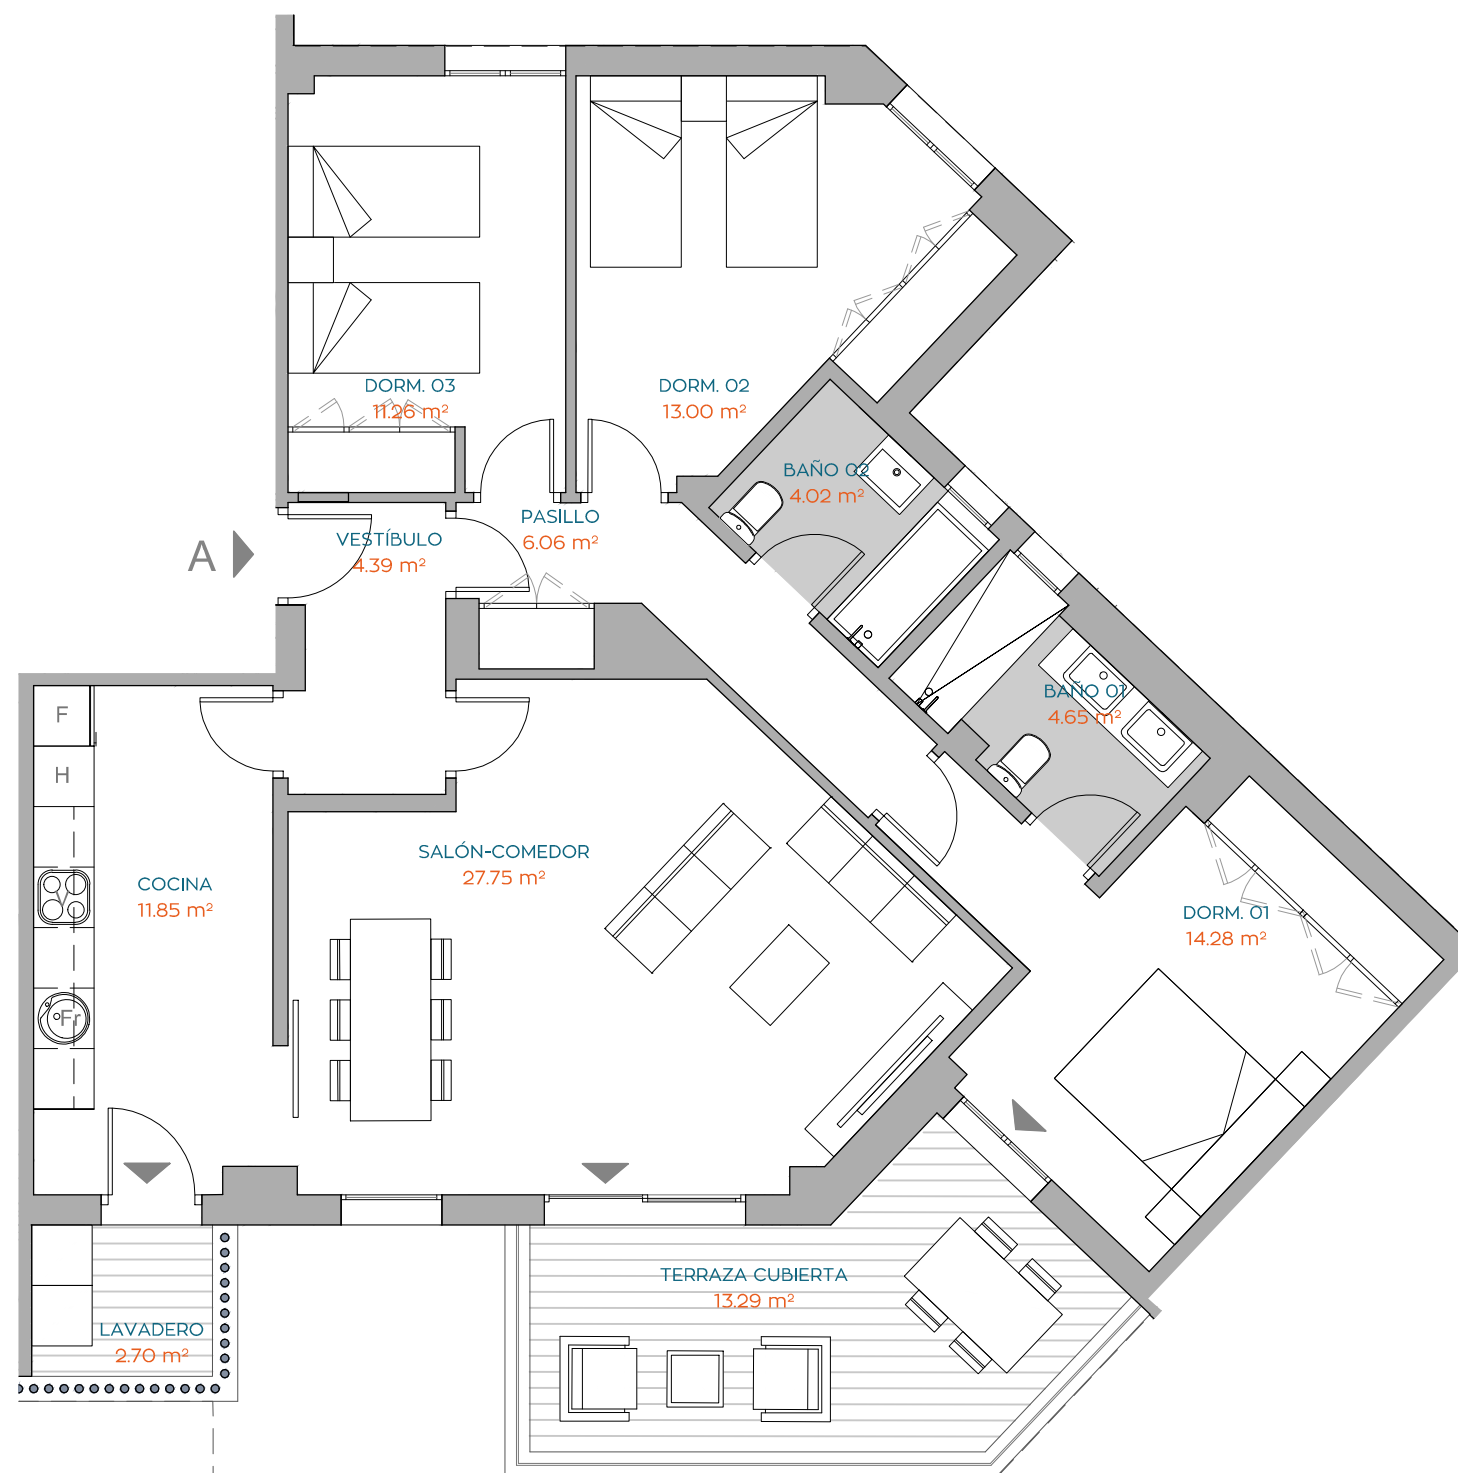 DORM. 03
11.26 m²
DORM. 02
13.00 m²
BAÑO 02
4.02 m²
PASILLO
6.06 m²
VESTÍBULO
4.39 m²
A
F
H
BAÑO 01
4.65 m²
SALÓN-COMEDOR
27.75 m²
COCINA
11.85 m²
V
DORM. 01
14.28 m²
Fr
TERRAZA CUBIERTA
13.29 m²
LAVADERO
2.70 m²